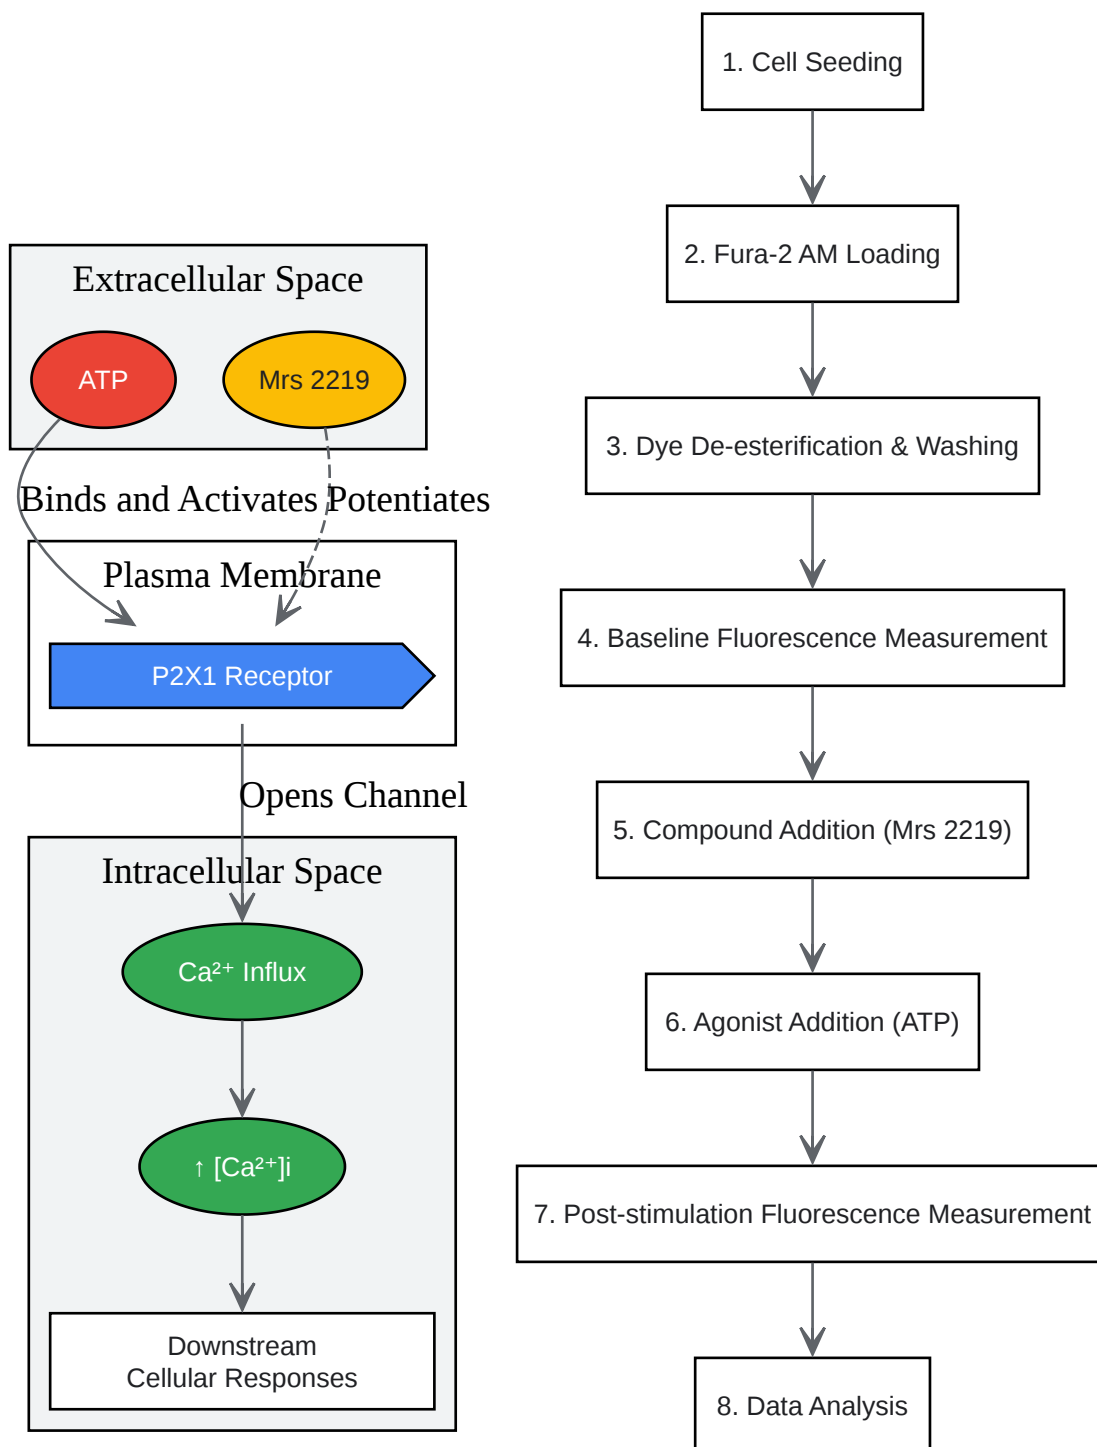 Extracellular Space
ATP
Mrs 2219
Binds and Activates
Potentiates
Plasma Membrane
P2X1 Receptor
Opens Channel
Intracellular Space
Ca²⁺ Influx
↑ [Ca²⁺]i
Downstream
Cellular Responses
1. Cell Seeding
2. Fura-2 AM Loading
3. Dye De-esterification & Washing
4. Baseline Fluorescence Measurement
5. Compound Addition (Mrs 2219)
6. Agonist Addition (ATP)
7. Post-stimulation Fluorescence Measurement
8. Data Analysis